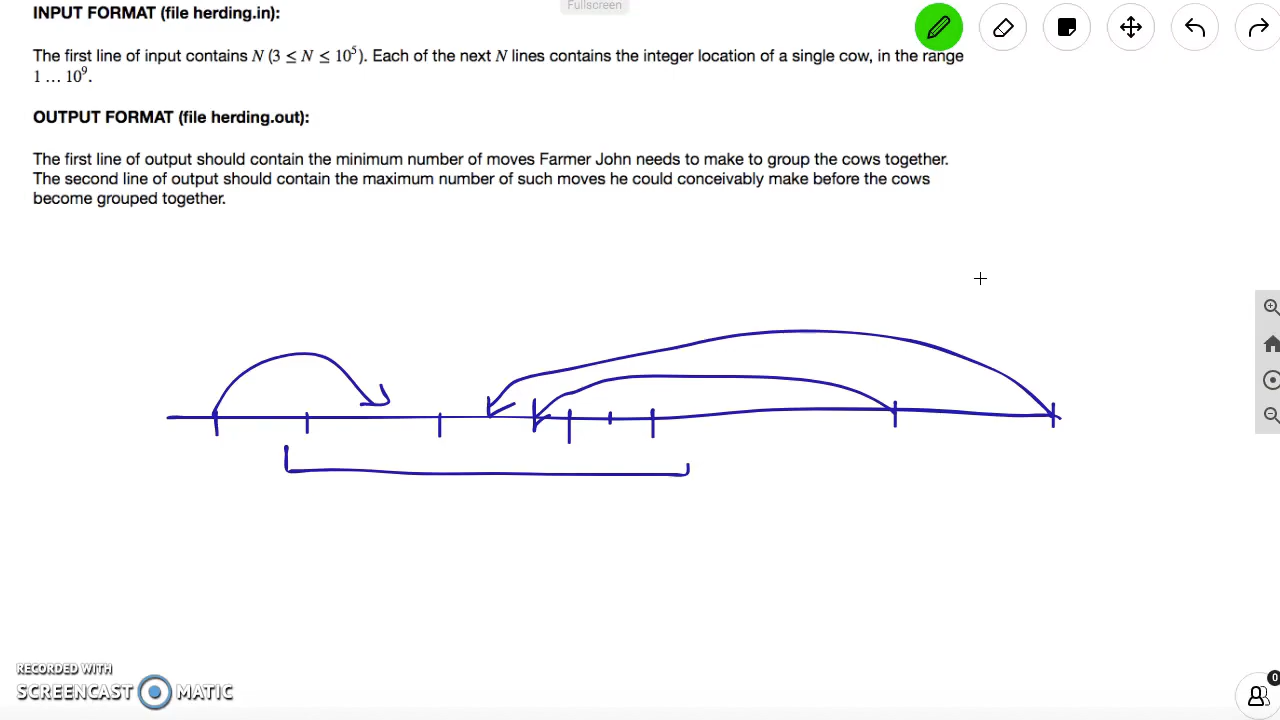 Fullscreen
INPUT FORMAT (file herding.in):
The first line of input contains N (3 ≤ N ≤ 10⁵). Each of the next N lines contains the integer location of a single cow, in the range
1 … 10⁹.
OUTPUT FORMAT (file herding.out):
The first line of output should contain the minimum number of moves Farmer John needs to make to group the cows together.
The second line of output should contain the maximum number of such moves he could conceivably make before the cows
become grouped together.
RECORDED WITH
SCREENCAST MATIC
0